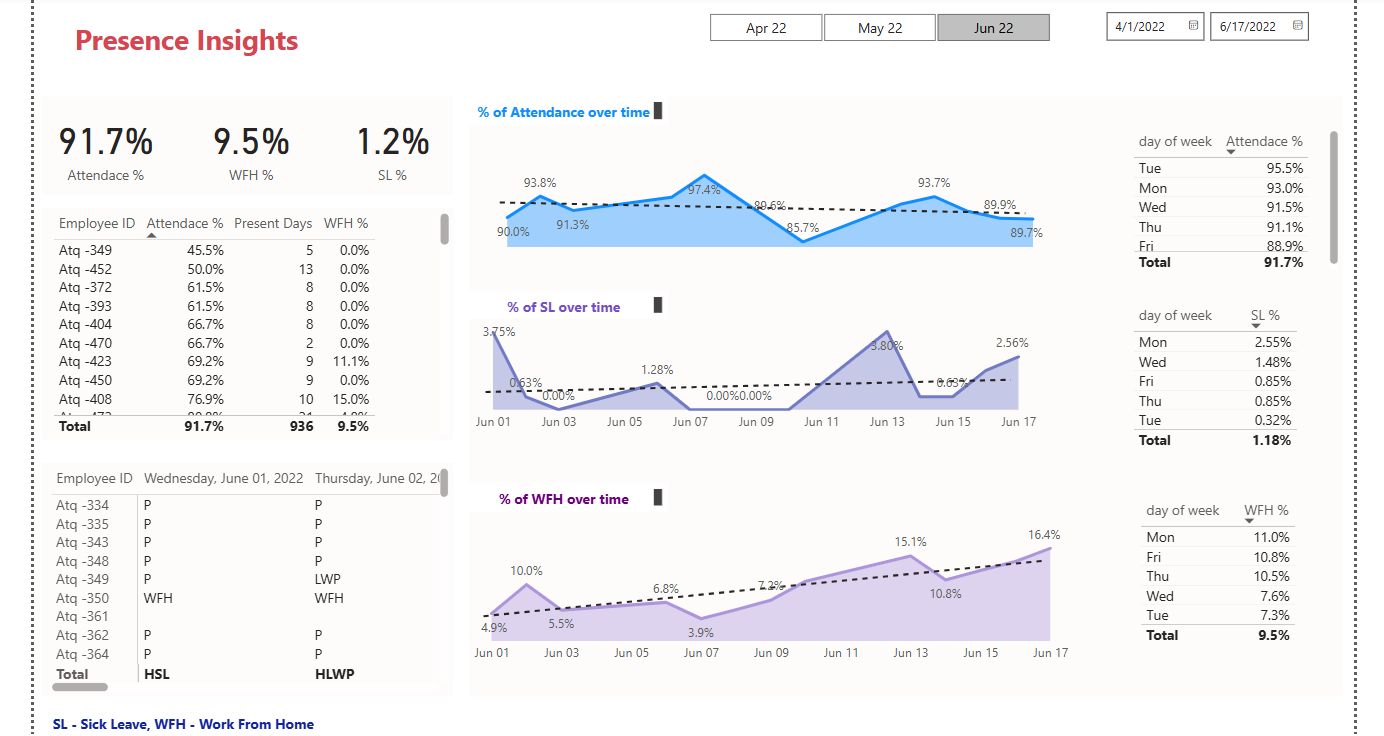 Presence Insights
Apr 22
May 22
Jun 22
4/1/2022
6/17/2022
91.7%
9.5%
1.2%
Attendace %
WFH %
SL %
Employee ID Attendace % Present Days WFH %
Atq -349 45.5% 5 0.0%
Atq -452 50.0% 13 0.0%
Atq -372 61.5% 8 0.0%
Atq -393 61.5% 8 0.0%
Atq -404 66.7% 8 0.0%
Atq -470 66.7% 2 0.0%
Atq -423 69.2% 9 11.1%
Atq -450 69.2% 9 0.0%
Atq -408 76.9% 10 15.0%
Total 91.7% 936 9.5%
Employee ID Wednesday, June 01, 2022 Thursday, June 02, 
Atq -334 P P
Atq -335 P P
Atq -343 P P
Atq -348 P P
Atq -349 P LWP
Atq -350 WFH WFH
Atq -361
Atq -362 P P
Atq -364 P P
Total HSL HLWP
SL - Sick Leave, WFH - Work From Home
% of Attendance over time
90.0%
93.8%
91.3%
97.4%
89.6%
85.7%
93.7%
89.9%
89.7%
% of SL over time
3.75%
0.63%
0.00%
1.28%
0.00%
0.00%
3.80%
0.63%
2.56%
Jun 01 Jun 03 Jun 05 Jun 07 Jun 09 Jun 11 Jun 13 Jun 15 Jun 17
% of WFH over time
4.9%
10.0%
5.5%
6.8%
3.9%
7.2%
15.1%
10.8%
16.4%
Jun 01 Jun 03 Jun 05 Jun 07 Jun 09 Jun 11 Jun 13 Jun 15 Jun 17
day of week Attendace %
Tue 95.5%
Mon 93.0%
Wed 91.5%
Thu 91.1%
Fri 88.9%
Total 91.7%
day of week SL %
Mon 2.55%
Wed 1.48%
Fri 0.85%
Thu 0.85%
Tue 0.32%
Total 1.18%
day of week WFH %
Mon 11.0%
Fri 10.8%
Thu 10.5%
Wed 7.6%
Tue 7.3%
Total 9.5%